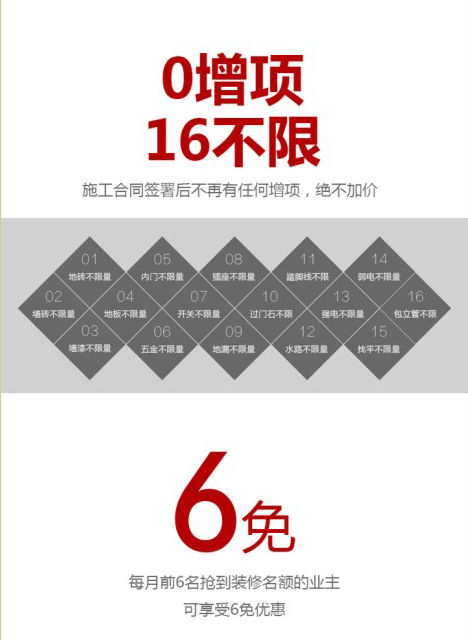 0增项
16不限
施工合同签署后不再有任何增项，绝不加价
01
地砖不限量
02
墙砖不限量
03
墙漆不限量
04
地板不限量
05
内门不限量
06
五金不限量
07
开关不限量
08
插座不限量
09
地漏不限量
10
过门石不限
11
踏脚线不限
12
水路不限量
13
强电不限量
14
弱电不限量
15
找平不限量
16
包立管不限
6免
每月前6名抢到装修名额的业主
可享受6免优惠